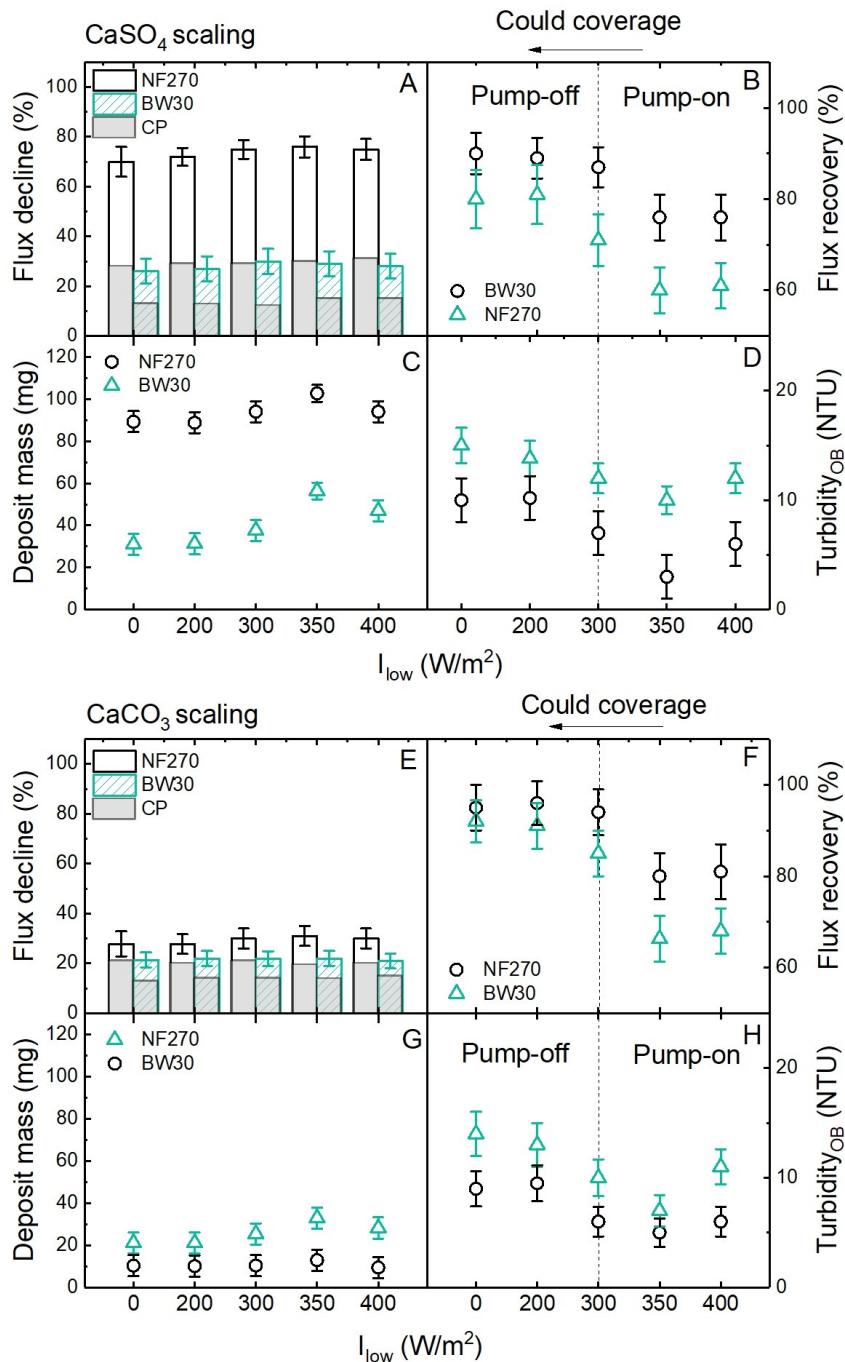 CaSO4 scaling
Could coverage
NF270
BW30
CP
A
Flux decline (%)
100
80
60
40
20
0
Pump-off
Pump-on
B
BW30
NF270
Flux recovery (%)
100
80
60
NF270
BW30
C
Deposit mass (mg)
120
100
80
60
40
20
0
0 200 300 350 400
D
Turbidity_OB (NTU)
20
10
0
0 200 300 350 400
I_low (W/m²)
CaCO3 scaling
Could coverage
NF270
BW30
CP
E
Flux decline (%)
100
80
60
40
20
0
F
NF270
BW30
Flux recovery (%)
100
80
60
NF270
BW30
G
Deposit mass (mg)
120
100
80
60
40
20
0
0 200 300 350 400
Pump-off
Pump-on
H
Turbidity_OB (NTU)
20
10
0
0 200 300 350 400
I_low (W/m²)